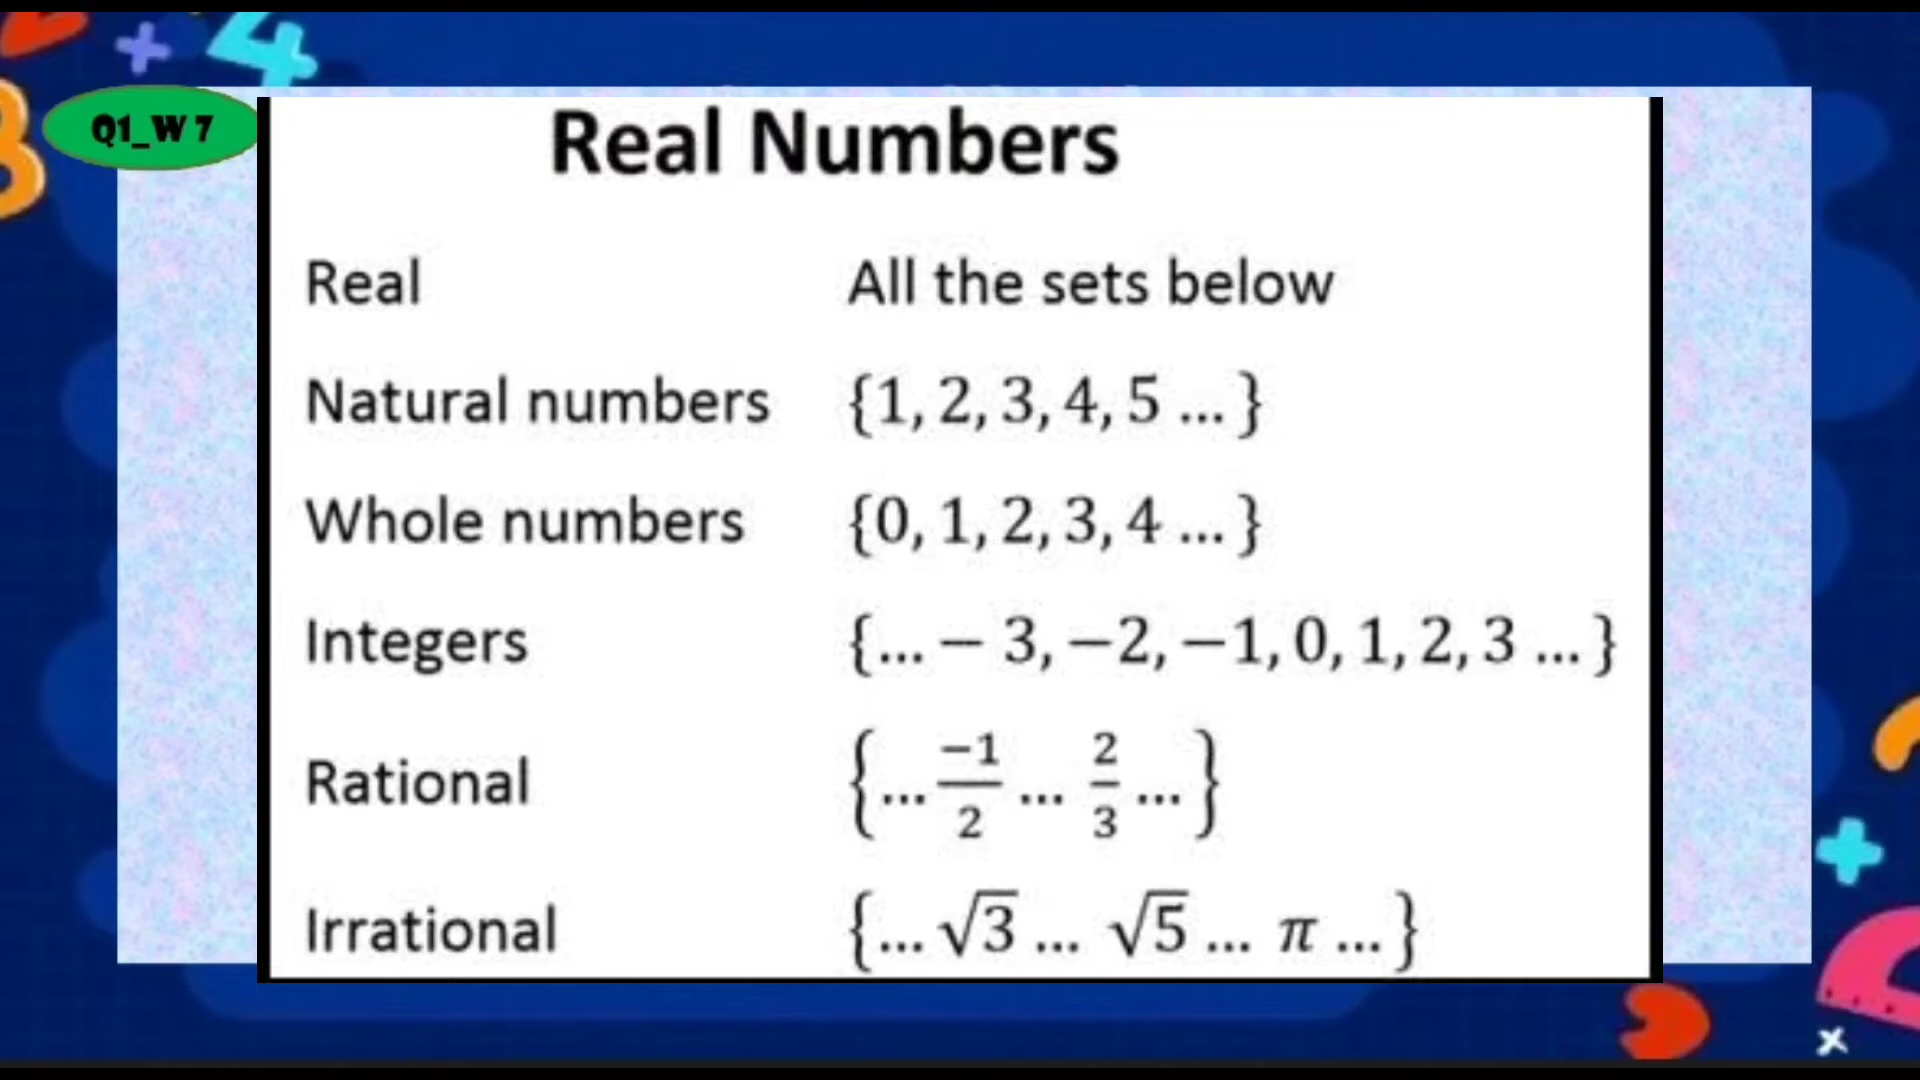 Q1_W 7
Real Numbers
Real All the sets below
Natural numbers {1, 2, 3, 4, 5 ... }
Whole numbers {0, 1, 2, 3, 4 ... }
Integers {... − 3, −2, −1, 0, 1, 2, 3 ... }
Rational {... −1/2 ... 2/3 ...}
Irrational {... √3 ... √5 ... π ...}